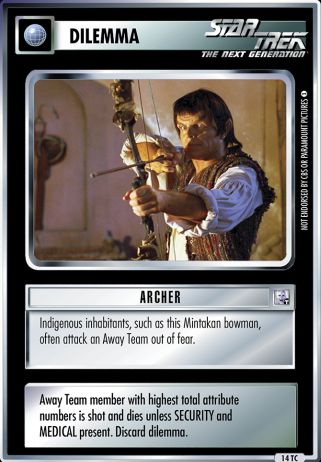 DILEMMA
STAR TREK
THE NEXT GENERATION
NOT ENDORSED BY CBS OR PARAMOUNT PICTURES
ARCHER
Indigenous inhabitants, such as this Mintakan bowman,
often attack an Away Team out of fear.
Away Team member with highest total attribute
numbers is shot and dies unless SECURITY and
MEDICAL present. Discard dilemma.
14 TC